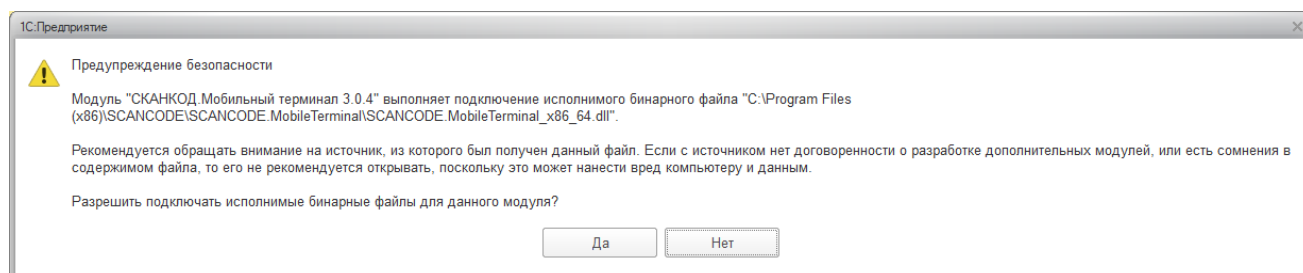 1С:Предприятие
Предупреждение безопасности
Модуль "СКАНКОД.Мобильный терминал 3.0.4" выполняет подключение исполнимого бинарного файла "C:\Program Files
(x86)\SCANCODE\SCANCODE.MobileTerminal\SCANCODE.MobileTerminal_x86_64.dll".
Рекомендуется обращать внимание на источник, из которого был получен данный файл. Если с источником нет договоренности о разработке дополнительных модулей, или есть сомнения в
содержимом файла, то его не рекомендуется открывать, поскольку это может нанести вред компьютеру и данным.
Разрешить подключать исполнимые бинарные файлы для данного модуля?
Да
Нет